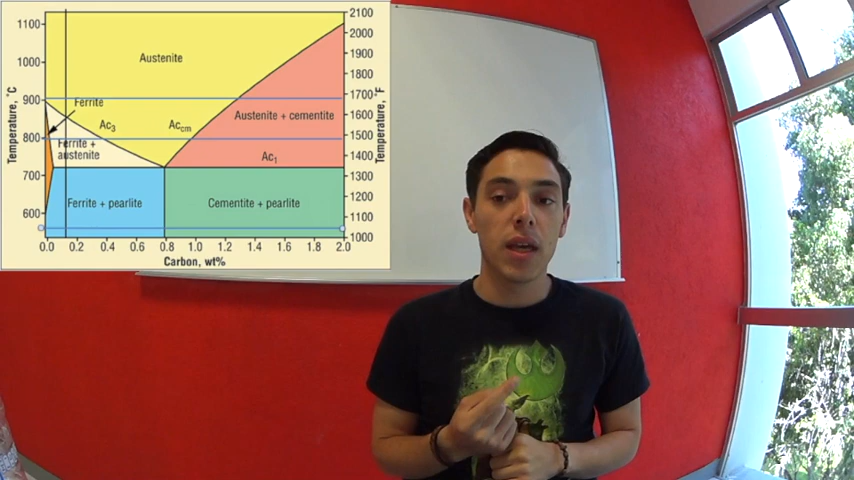 1100
1000
900
800
700
600
Temperature, °C
2100
2000
1900
1800
1700
1600
1500
1400
1300
1200
1100
1000
Temperature, °F
Austenite
Ferrite
Ac3
Accm
Austenite + cementite
Ferrite +
austenite
Ac1
Ferrite + pearlite
Cementite + pearlite
0.0 0.2 0.4 0.6 0.8 1.0 1.2 1.4 1.6 1.8 2.0
Carbon, wt%